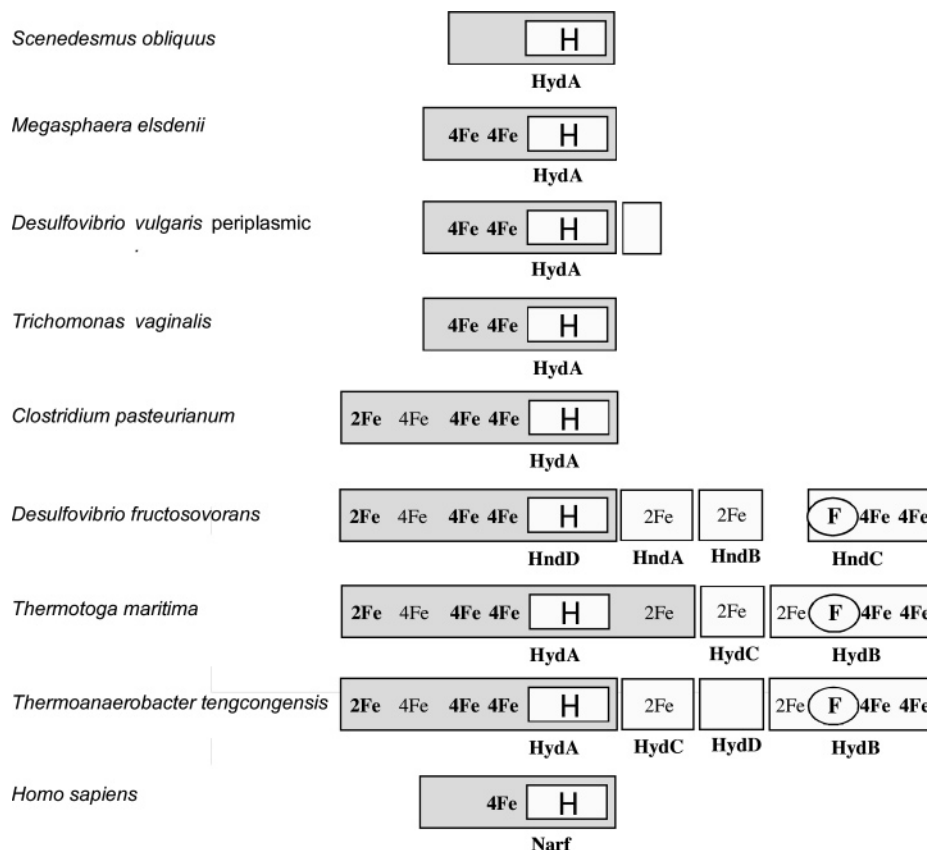 Scenedesmus obliquus H
HydA
Megasphaera elsdenii 4Fe 4Fe H
HydA
Desulfovibrio vulgaris periplasmic 4Fe 4Fe H
.
HydA
Trichomonas vaginalis 4Fe 4Fe H
HydA
Clostridium pasteurianum 2Fe 4Fe 4Fe 4Fe H
HydA
Desulfovibrio fructosovorans 2Fe 4Fe 4Fe 4Fe H 2Fe 2Fe F 4Fe 4Fe
HndD HndA HndB HndC
Thermotoga maritima 2Fe 4Fe 4Fe 4Fe H 2Fe 2Fe 2Fe F 4Fe 4Fe
HydA HydC HydB
Thermoanaerobacter tengcongensis 2Fe 4Fe 4Fe 4Fe H 2Fe 2Fe F 4Fe 4Fe
HydA HydC HydD HydB
Homo sapiens 4Fe H
Narf